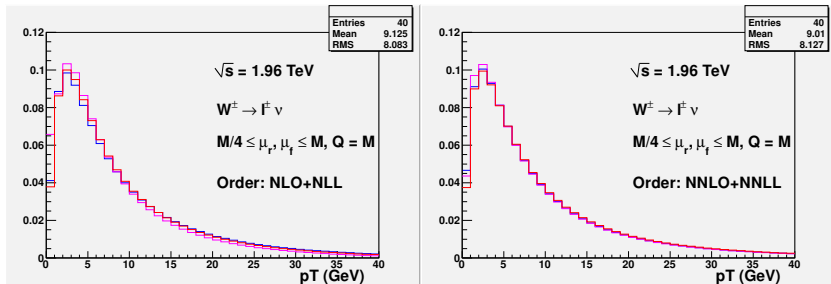 Entries 40
Mean 9.125
RMS 8.083
0.12
0.1
0.08
0.06
0.04
0.02
0
√s = 1.96 TeV
W± → l± ν
M/4 ≤ μr, μf ≤ M, Q = M
Order: NLO+NLL
0 5 10 15 20 25 30 35 40
pT (GeV)
Entries 40
Mean 9.01
RMS 8.127
0.12
0.1
0.08
0.06
0.04
0.02
0
√s = 1.96 TeV
W± → l± ν
M/4 ≤ μr, μf ≤ M, Q = M
Order: NNLO+NNLL
0 5 10 15 20 25 30 35 40
pT (GeV)